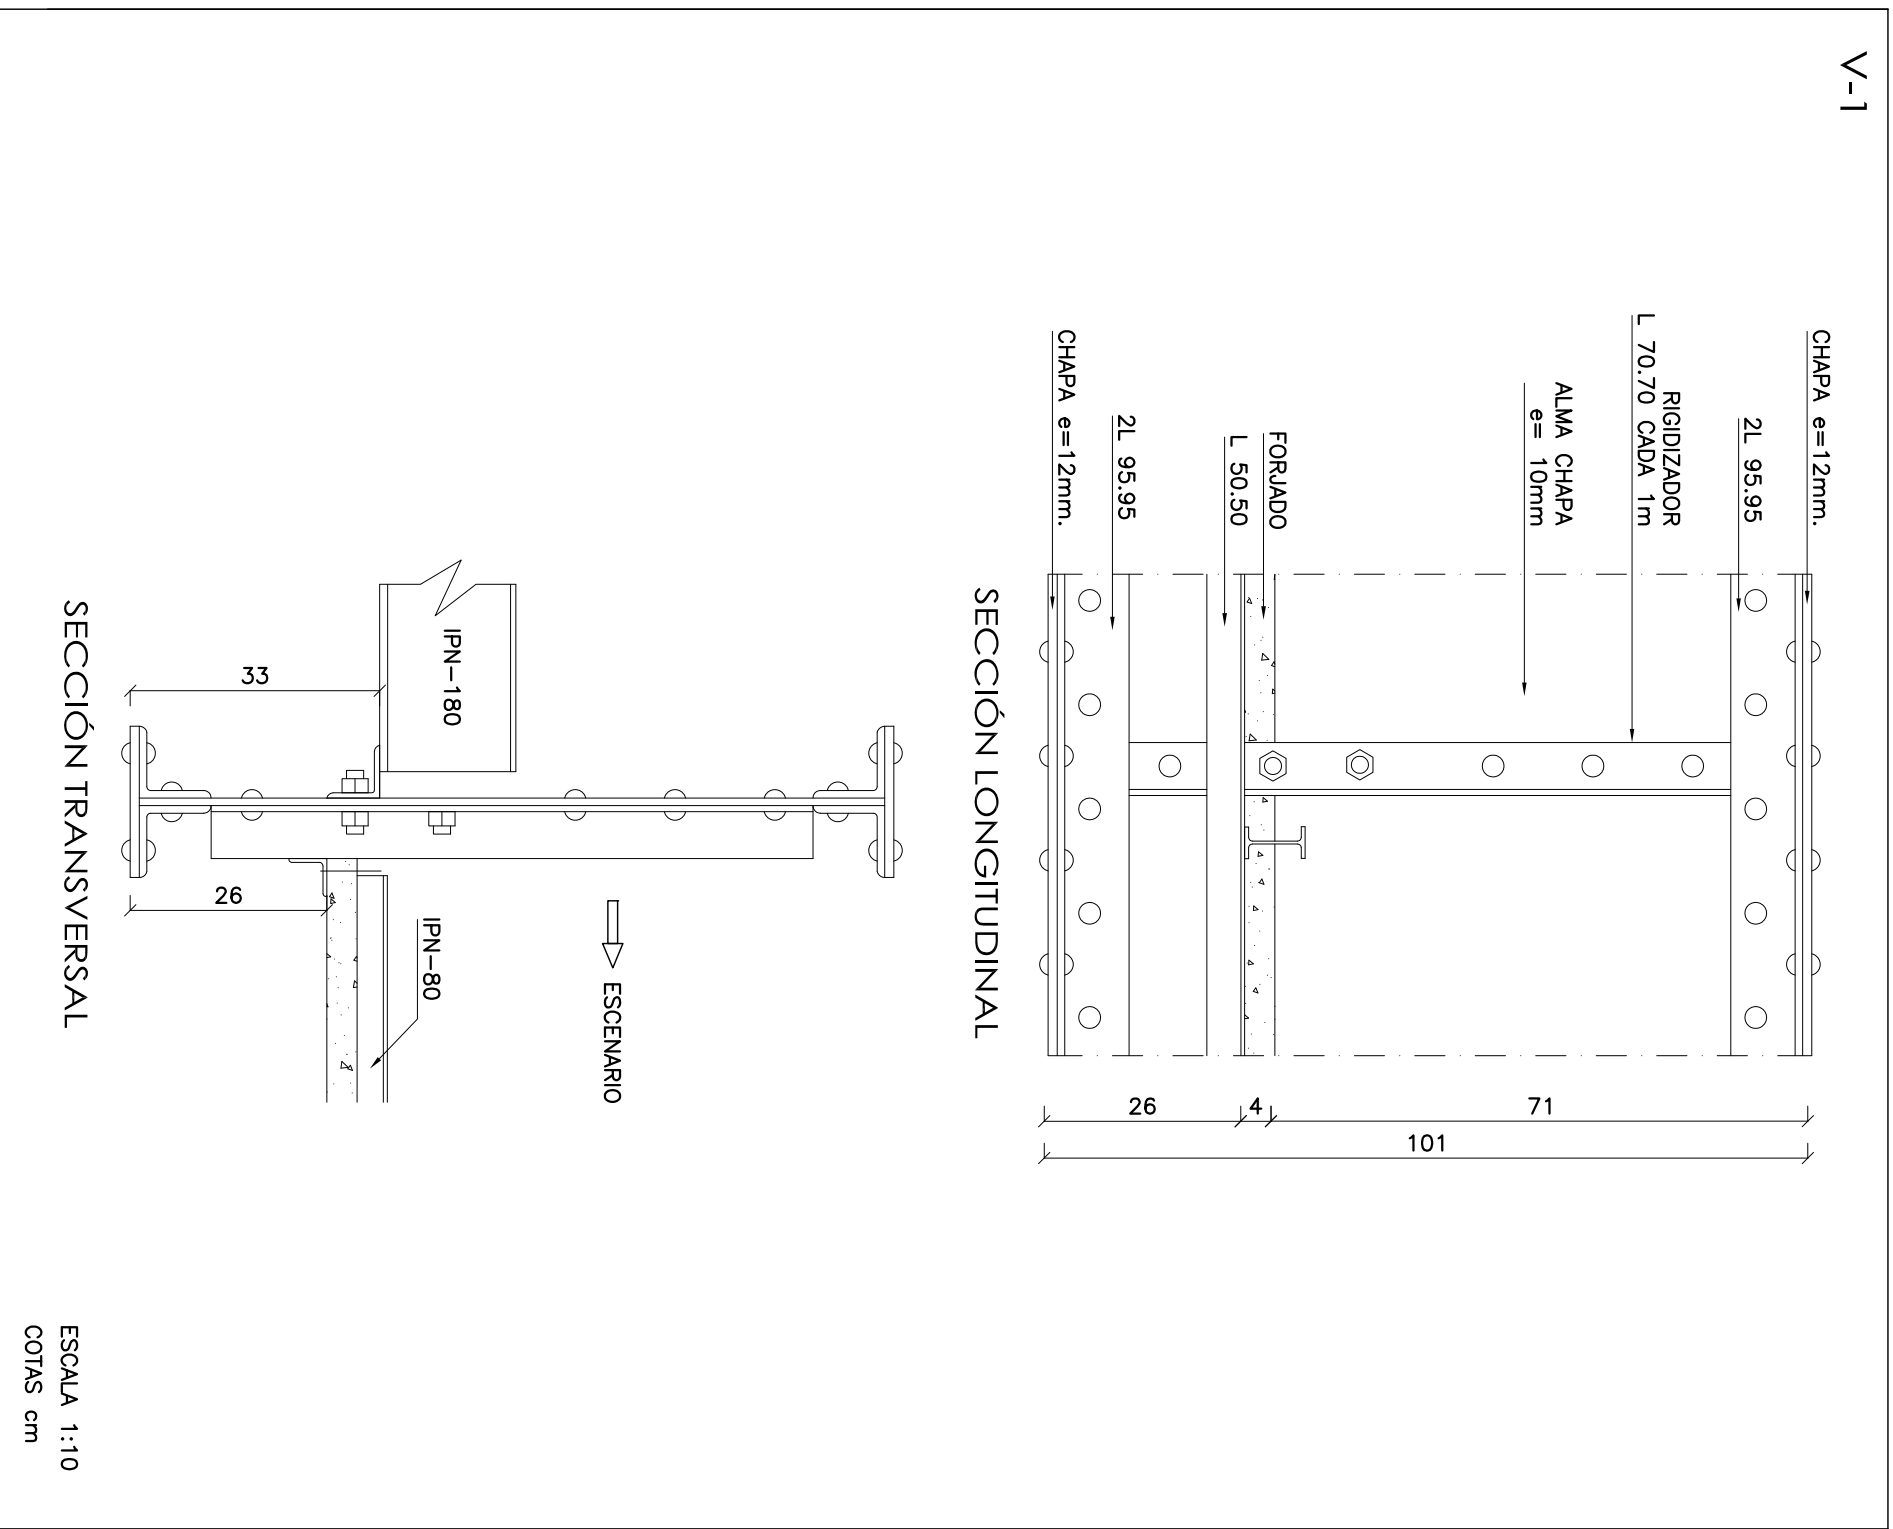 V-1
CHAPA e=12mm.
2L 95.95
RIGIDIZADOR
L 70.70 CADA 1m
ALMA CHAPA
e= 10mm
FORJADO
L 50.50
2L 95.95
CHAPA e=12mm.
71
4
26
101
SECCIÓN LONGITUDINAL
ESCENARIO
IPN-180
IPN-80
33
26
SECCIÓN TRANSVERSAL
ESCALA 1:10
COTAS cm